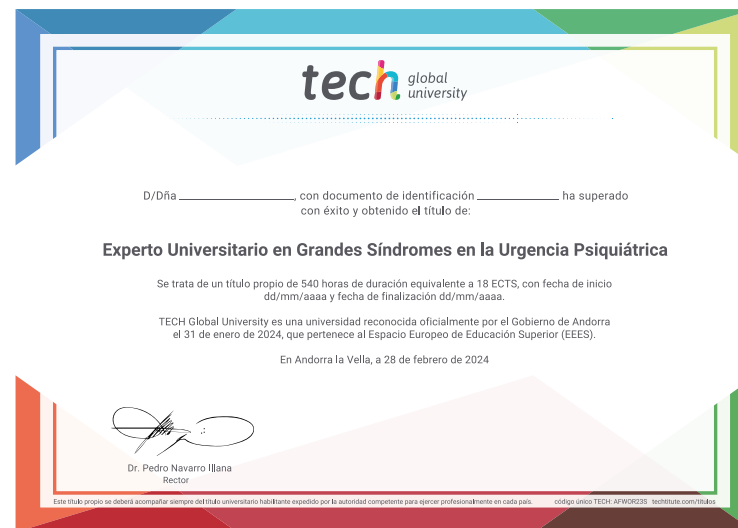 tech global university
D/Dña ____________, con documento de identificación ____________ ha superado
con éxito y obtenido el título de:
Experto Universitario en Grandes Síndromes en la Urgencia Psiquiátrica
Se trata de un título propio de 540 horas de duración equivalente a 18 ECTS, con fecha de inicio
dd/mm/aaaa y fecha de finalización dd/mm/aaaa.
TECH Global University es una universidad reconocida oficialmente por el Gobierno de Andorra
el 31 de enero de 2024, que pertenece al Espacio Europeo de Educación Superior (EEES).
En Andorra la Vella, a 28 de febrero de 2024
Dr. Pedro Navarro Illana
Rector
Este título propio se deberá acompañar siempre del título universitario habilitante expedido por la autoridad competente para ejercer profesionalmente en cada país. código único TECH: AFWOR23S techtitute.com/titulos